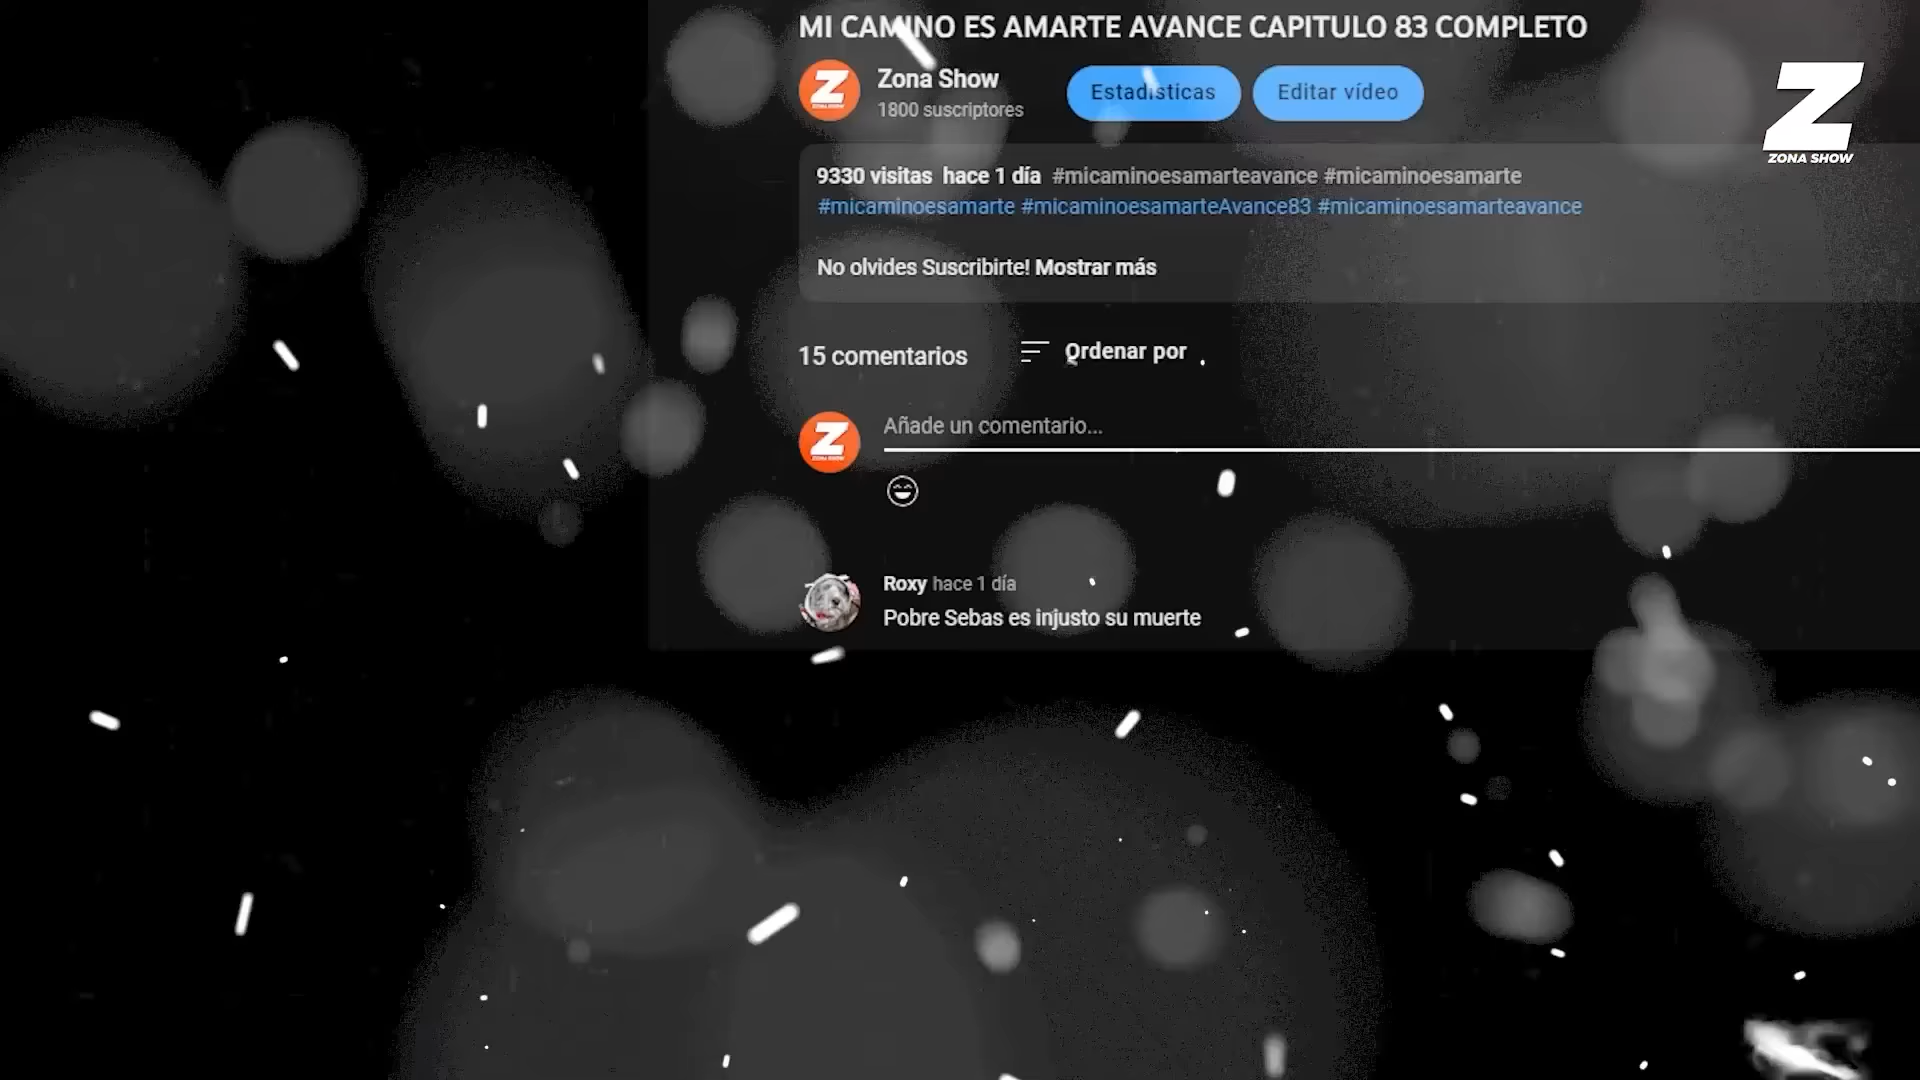 MI CAMINO ES AMARTE AVANCE CAPITULO 83 COMPLETO
Zona Show
1800 suscriptores
Estadísticas
Editar vídeo
Z
ZONA SHOW
9330 visitas hace 1 día #micaminoesamarteavance #micaminoesamarte
#micaminoesamarte #micaminoesamarteAvance83 #micaminoesamarteavance
No olvides Suscribirte! Mostrar más
15 comentarios
Ordenar por
Añade un comentario...
Roxy hace 1 día
Pobre Sebas es injusto su muerte